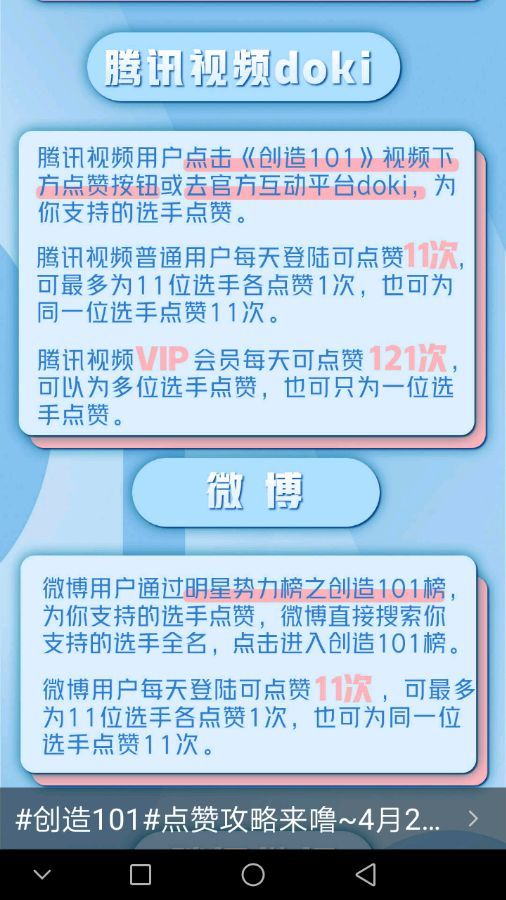 腾讯视频doki
腾讯视频用户点击《创造101》视频下
方点赞按钮或去官方互动平台doki，为
你支持的选手点赞。
腾讯视频普通用户每天登陆可点赞11次，
可最多为11位选手各点赞1次，也可为
同一位选手点赞11次。
腾讯视频VIP会员每天可点赞121次，
可以为多位选手点赞，也可只为一位选
手点赞。
微博
微博用户通过明星势力榜之创造101榜，
为你支持的选手点赞，微博直接搜索你
支持的选手全名，点击进入创造101榜。
微博用户每天登陆可点赞11次，可最多
为11位选手各点赞1次，也可为同一位
选手点赞11次。
#创造101#点赞攻略来噜~4月2...